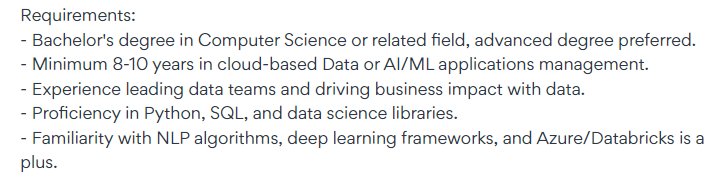 Requirements:
- Bachelor's degree in Computer Science or related field, advanced degree preferred.
- Minimum 8-10 years in cloud-based Data or AI/ML applications management.
- Experience leading data teams and driving business impact with data.
- Proficiency in Python, SQL, and data science libraries.
- Familiarity with NLP algorithms, deep learning frameworks, and Azure/Databricks is a
plus.